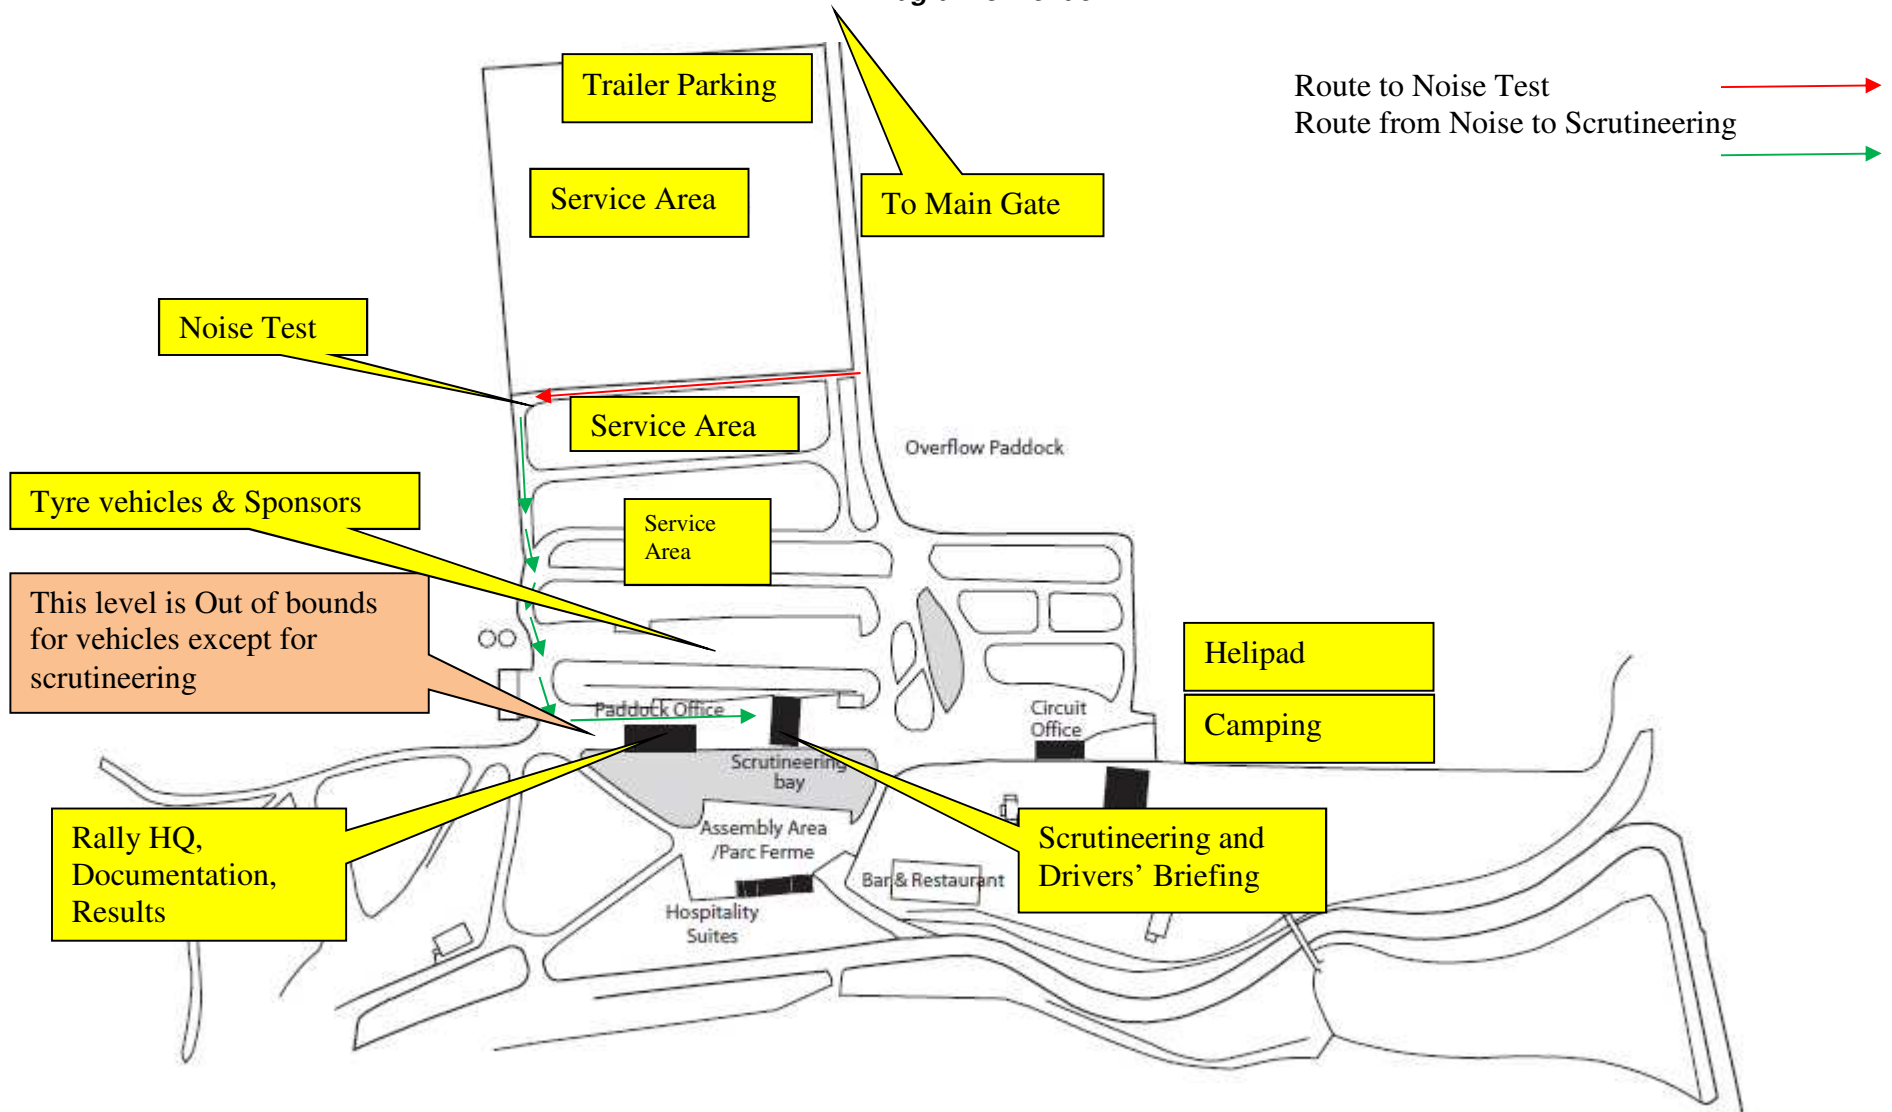 Trailer Parking
Route to Noise Test
Route from Noise to Scrutineering
Service Area
To Main Gate
Noise Test
Service Area
Overflow Paddock
Tyre vehicles & Sponsors
Service
Area
This level is Out of bounds
for vehicles except for
scrutineering
Helipad
Camping
Paddock Office
Circuit
Office
Scrutineering
bay
Rally HQ,
Documentation,
Results
Assembly Area
/Parc Ferme
Scrutineering and
Drivers’ Briefing
Bar & Restaurant
Hospitality
Suites